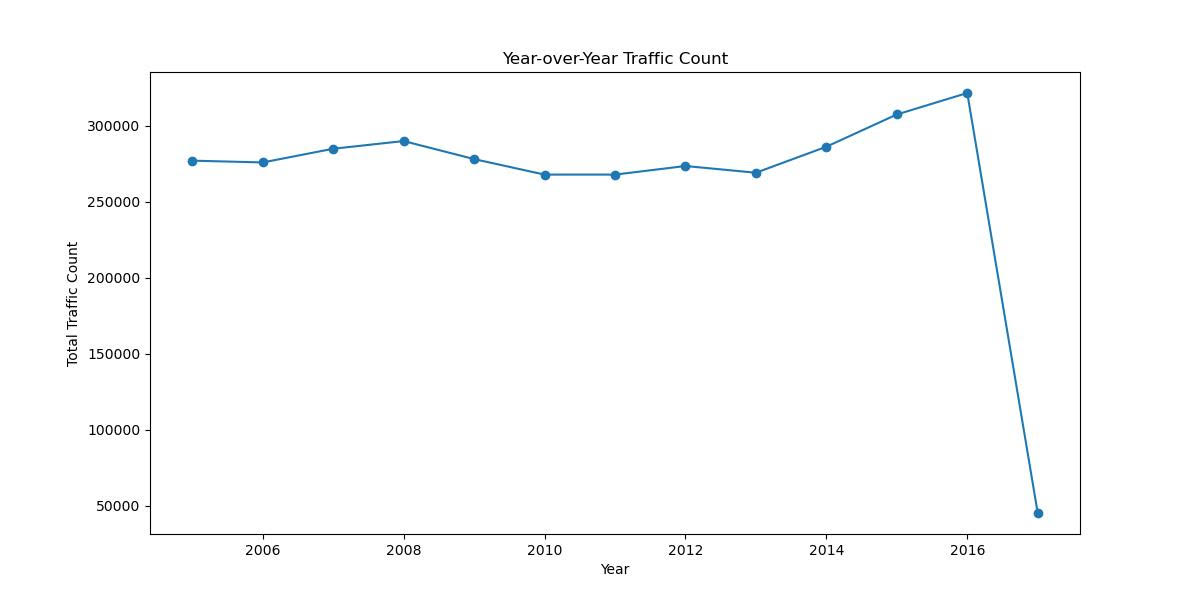 Year-over-Year Traffic Count
300000
250000
200000
150000
100000
50000
Total Traffic Count
2006 2008 2010 2012 2014 2016
Year